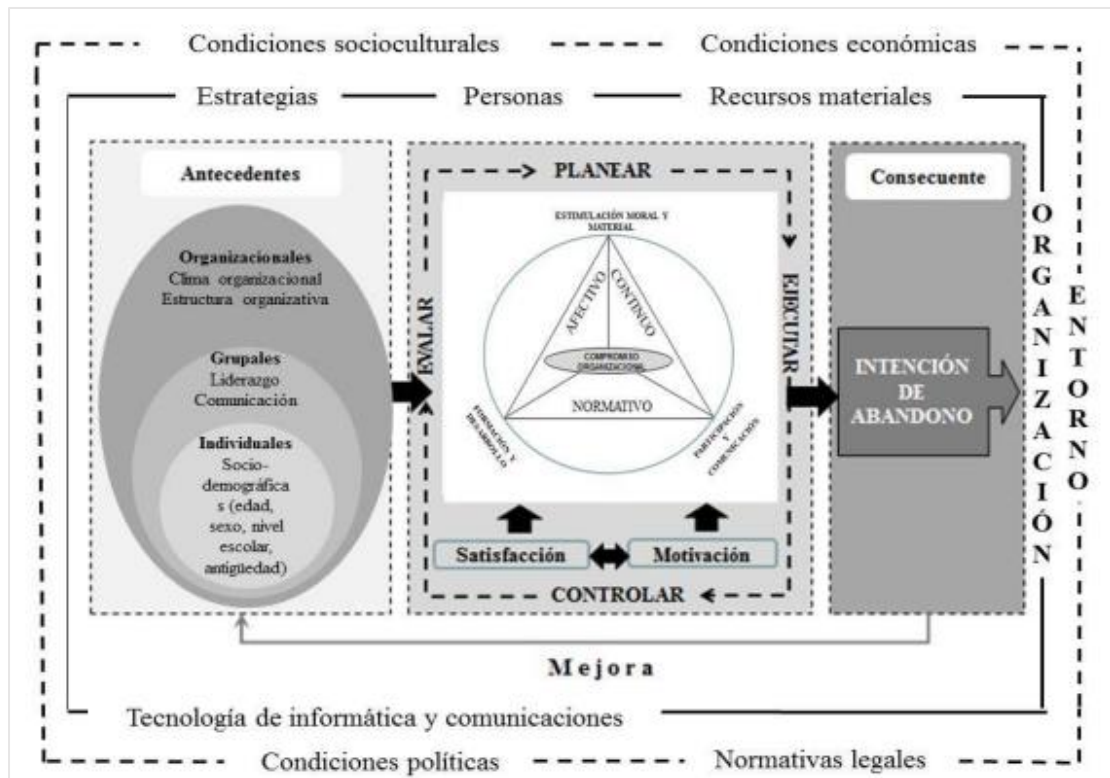 Condiciones socioculturales
Condiciones económicas
Estrategias
Personas
Recursos materiales
Antecedentes
Organizacionales
Clima organizacional
Estructura organizativa
Grupales
Liderazgo
Comunicación
Individuales
Socio-
demográfica
s (edad,
sexo, nivel
escolar,
antigüedad)
PLANEAR
EVALAR
EJECUTAR
ESTIMULACIÓN MORAL Y
MATERIAL
AFECTIVO
CONTINUO
COMPROMISO
ORGANIZACIONAL
NORMATIVO
FORMACIÓN Y
DESARROLLO
PARTICIPACIÓN
Y
COMUNICACIÓN
Satisfacción
Motivación
CONTROLAR
Consecuente
INTENCIÓN
DE
ABANDONO
ORGANIZACIÓN
ENTORNO
Mejora
Tecnología de informática y comunicaciones
Condiciones políticas
Normativas legales